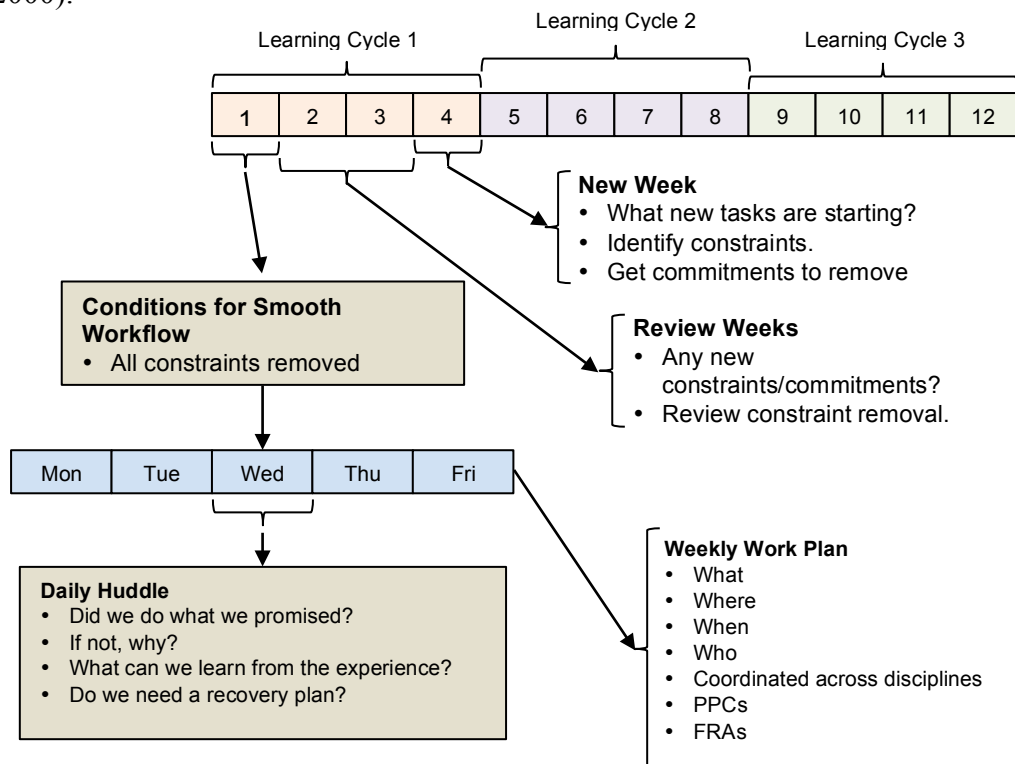 2000).
Learning Cycle 1
Learning Cycle 2
Learning Cycle 3
1 2 3 4 5 6 7 8 9 10 11 12
New Week
• What new tasks are starting?
• Identify constraints.
• Get commitments to remove
Conditions for Smooth
Workflow
• All constraints removed
Review Weeks
• Any new
constraints/commitments?
• Review constraint removal.
Mon Tue Wed Thu Fri
Weekly Work Plan
• What
• Where
• When
• Who
• Coordinated across disciplines
• PPCs
• FRAs
Daily Huddle
• Did we do what we promised?
• If not, why?
• What can we learn from the experience?
• Do we need a recovery plan?